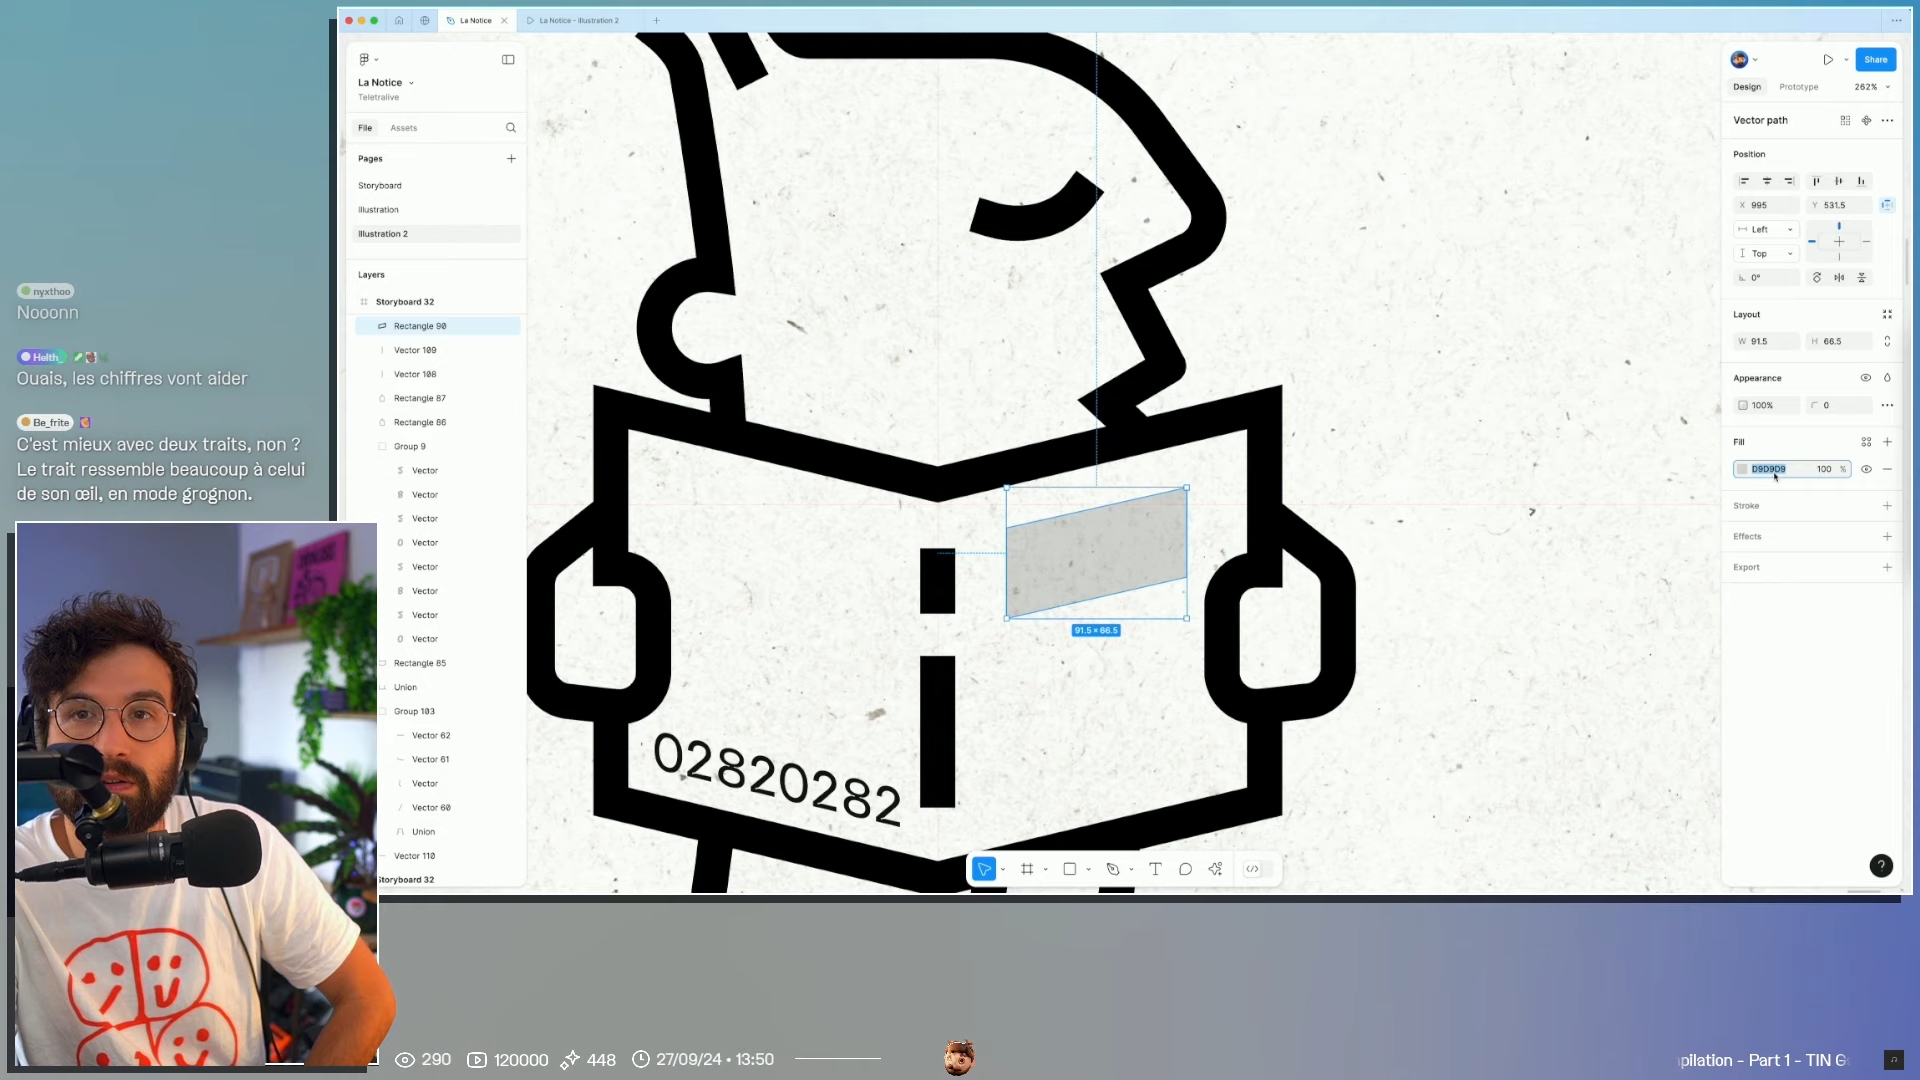 La Notice
La Notice - Illustration 2
La Notice
Teletralive
File
Assets
Pages
Storyboard
Illustration
Illustration 2
Layers
Storyboard 32
Rectangle 90
Vector 109
Vector 108
Rectangle 87
Rectangle 86
Group 9
Vector
Vector
Vector
Vector
Vector
Vector
Vector
Vector
Rectangle 85
Union
Group 103
Vector 62
Vector 61
Vector
Vector 60
Union
Vector 110
Storyboard 32
nyxthoo
Nooonn
Helth_
Ouais, les chiffres vont aider
Be_frite
C'est mieux avec deux traits, non ?
Le trait ressemble beaucoup à celui
de son œil, en mode grognon.
91.5 × 66.5
02820282
Share
Design
Prototype
262%
Vector path
Position
X 995
Y 531.5
Left
Top
0°
Layout
W 91.5
H 66.5
Appearance
100%
0
Fill
D9D9D9
100 %
Stroke
Effects
Export
?
290
120000
448
27/09/24 • 13:50
pilation - Part 1 - TIN G